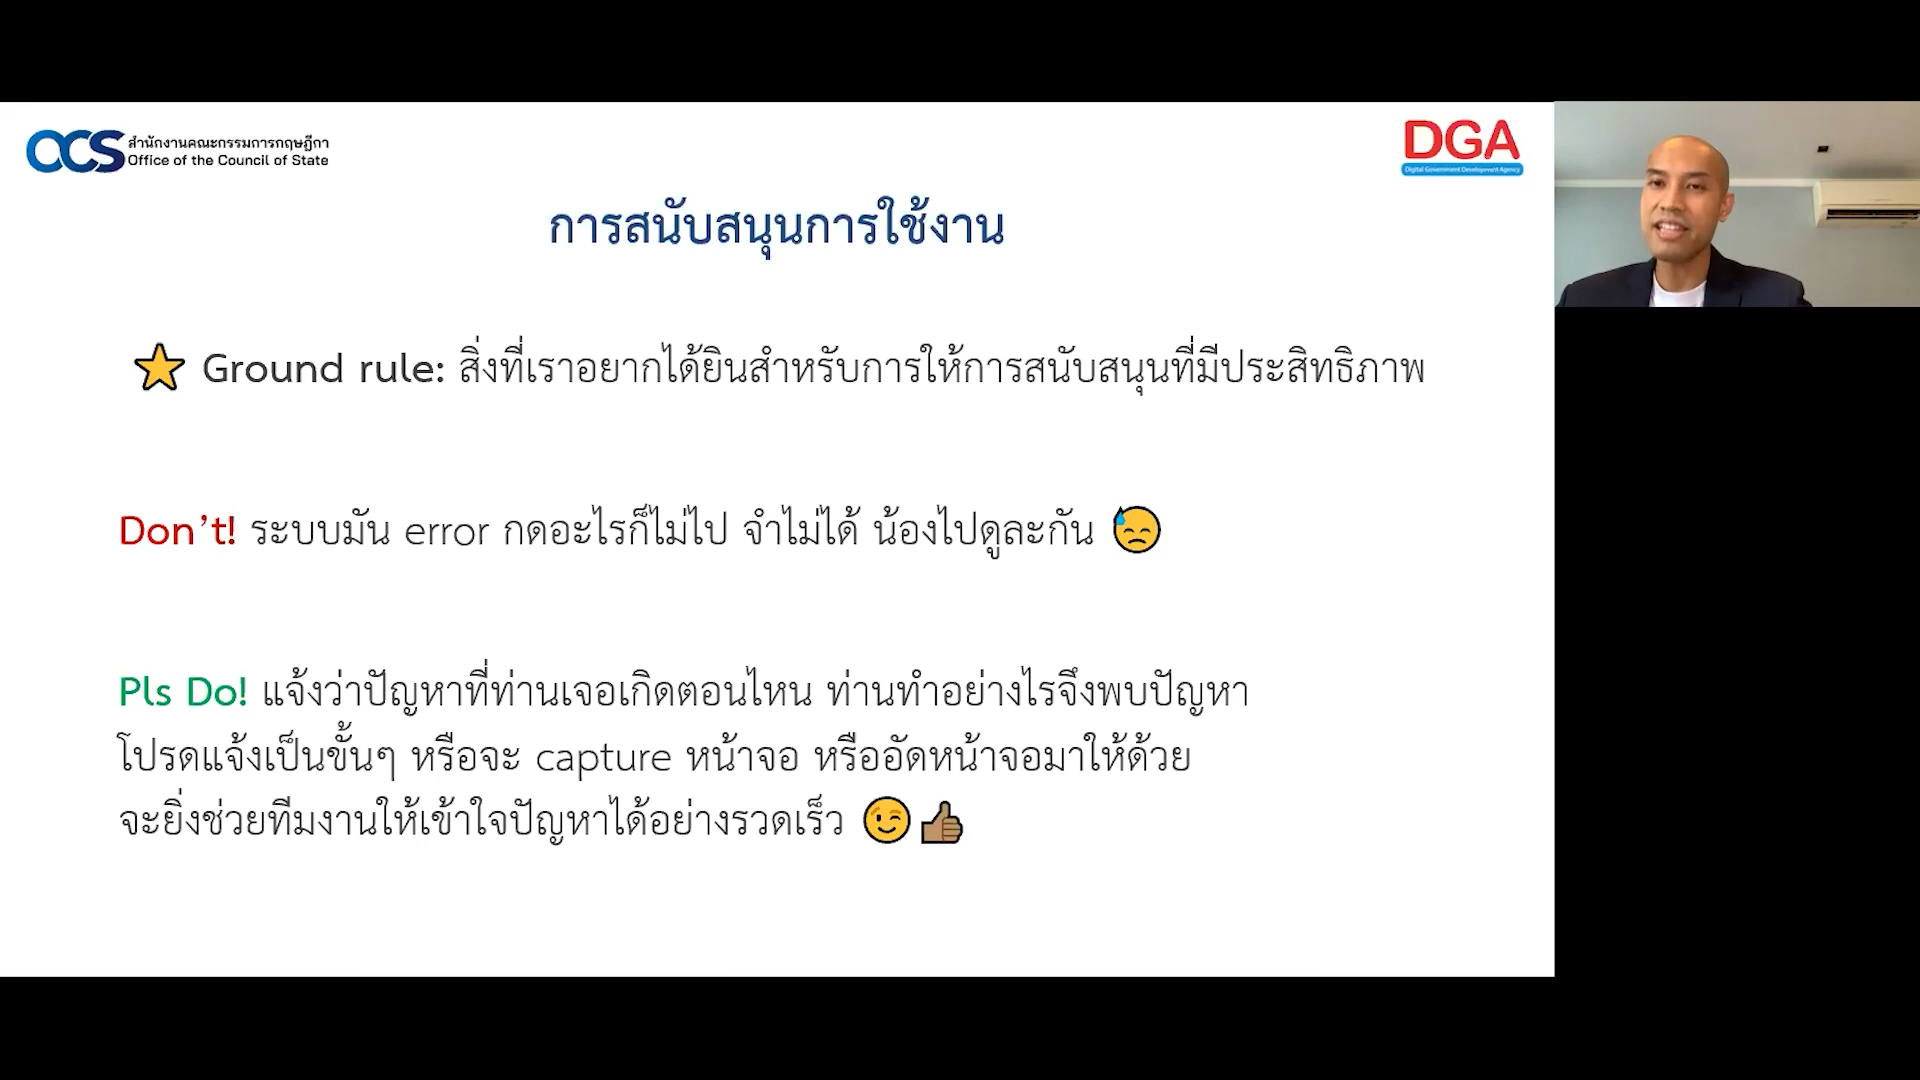 OCS สำนักงานคณะกรรมการกฤษฎีกา
Office of the Council of State
DGA
Digital Government Development Agency
การสนับสนุนการใช้งาน
⭐ Ground rule: สิ่งที่เราอยากได้ยินสำหรับการให้การสนับสนุนที่มีประสิทธิภาพ
Don’t! ระบบมัน error กดอะไรก็ไม่ไป จำไม่ได้ น้องไปดูละกัน 😓
Pls Do! แจ้งว่าปัญหาที่ท่านเจอเกิดตอนไหน ท่านทำอย่างไรจึงพบปัญหา
โปรดแจ้งเป็นขั้นๆ หรือจะ capture หน้าจอ หรืออัดหน้าจอมาให้ด้วย
จะยิ่งช่วยทีมงานให้เข้าใจปัญหาได้อย่างรวดเร็ว 😉👍🏽